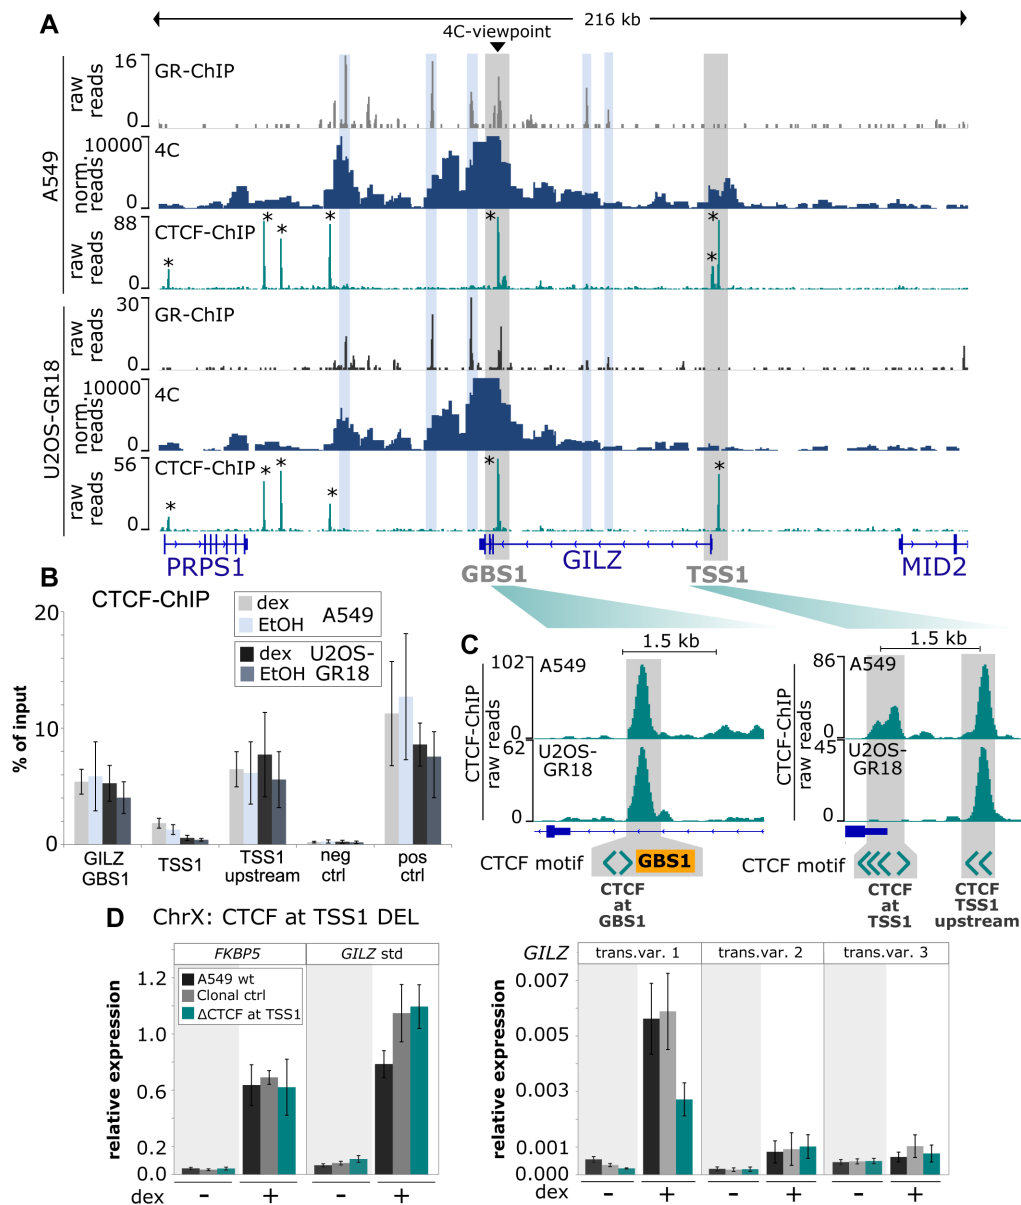 A
216 kb
4C-viewpoint
A549
raw reads
16
0
GR-ChIP
norm. reads
10000
0
4C
raw reads
88
0
CTCF-ChIP
* * * * * * *
U2OS-GR18
raw reads
30
0
GR-ChIP
norm. reads
10000
0
4C
raw reads
56
0
CTCF-ChIP
* * * * * *
PRPS1
GBS1
GILZ
TSS1
MID2
B
CTCF-ChIP
% of input
20
10
0
dex
EtOH
A549
dex
EtOH
U2OS-
GR18
GILZ
GBS1
TSS1
TSS1
upstream
neg
ctrl
pos
ctrl
C
1.5 kb
CTCF-ChIP
raw reads
102
0
A549
62
0
U2OS-
GR18
CTCF motif
GBS1
CTCF
at
GBS1
1.5 kb
CTCF-ChIP
raw reads
86
0
A549
45
0
U2OS-
GR18
CTCF motif
CTCF
at
TSS1
CTCF
TSS1
upstream
D
ChrX: CTCF at TSS1 DEL
relative expression
1.2
1.0
0.6
0.2
0.0
FKBP5
GILZ std
A549 wt
Clonal ctrl
ΔCTCF at TSS1
dex - + - +
GILZ
trans.var. 1
trans.var. 2
trans.var. 3
relative expression
0.007
0.005
0.003
0.001
0.000
dex - + - + - +